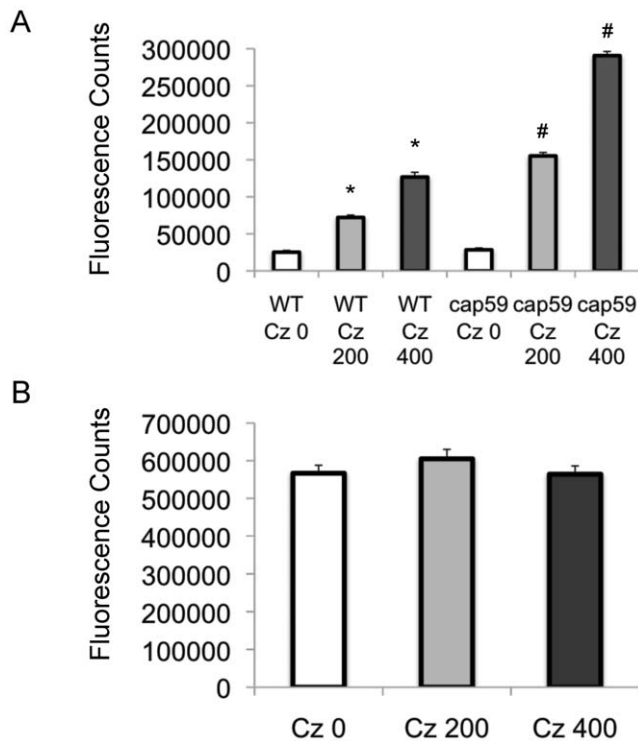 A
Fluorescence Counts
300000
250000
200000
150000
100000
50000
0
* * # #
WT WT WT cap59 cap59 cap59
Cz 0 Cz Cz Cz 0 Cz Cz
200 400 200 400
B
Fluorescence Counts
700000
600000
500000
400000
300000
200000
100000
0
Cz 0 Cz 200 Cz 400